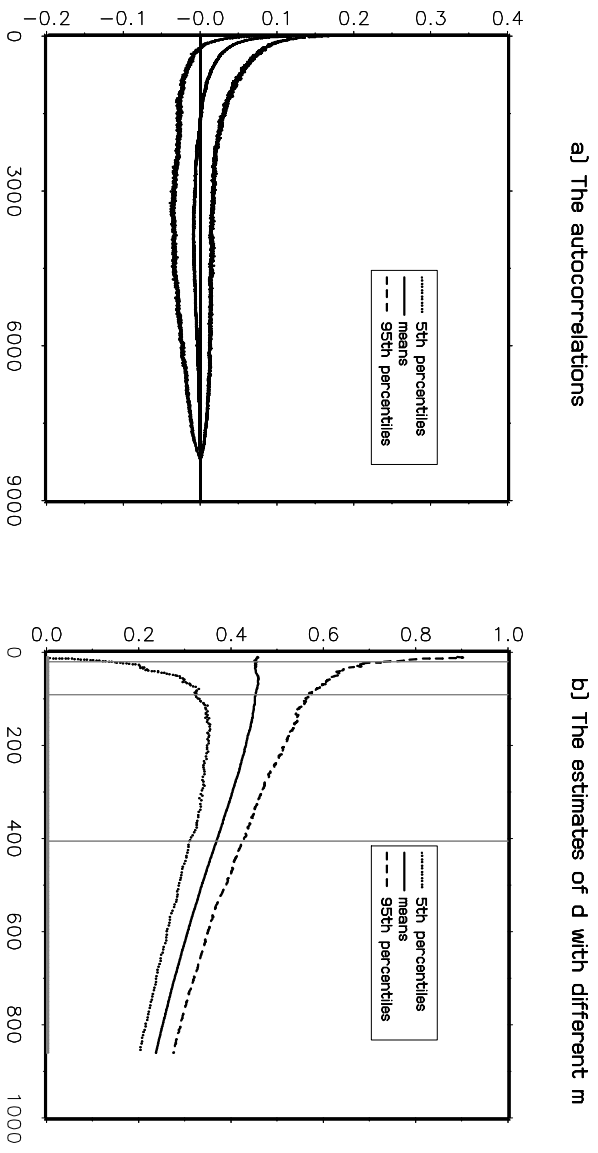 a) The autocorrelations
-0.2 -0.1 -0.0 0.1 0.2 0.3 0.4
5th percentiles
means
95th percentiles
0 3000 6000 9000
b) The estimates of d with different m
0.0 0.2 0.4 0.6 0.8 1.0
5th percentiles
means
95th percentiles
0 200 400 600 800 1000